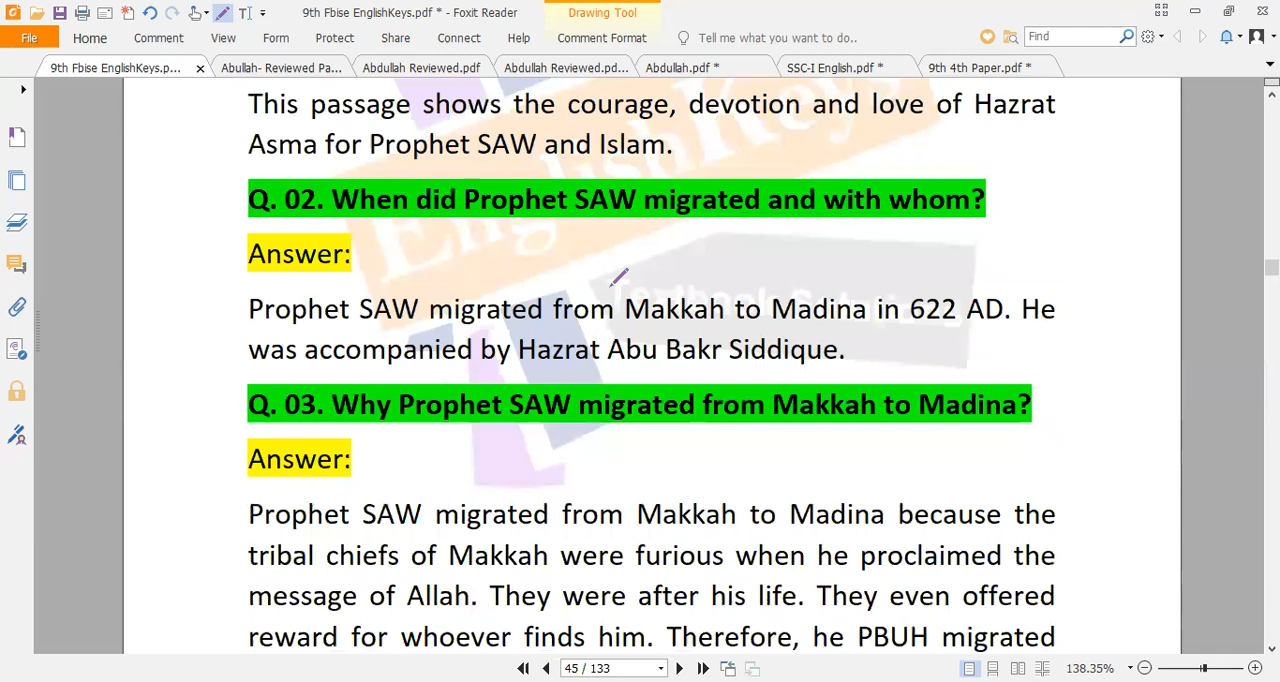 9th Fbise EnglishKeys.pdf * - Foxit Reader
Drawing Tool
File Home Comment View Form Protect Share Connect Help Comment Format Tell me what you want to do.. Find
9th Fbise EnglishKeys.p... Abullah- Reviewed Pa... Abdullah Reviewed.pdf Abdullah Reviewed.pd... Abdullah.pdf * SSC-I English.pdf * 9th 4th Paper.pdf *
This passage shows the courage, devotion and love of Hazrat
Asma for Prophet SAW and Islam.
Q. 02. When did Prophet SAW migrated and with whom?
Answer:
Prophet SAW migrated from Makkah to Madina in 622 AD. He
was accompanied by Hazrat Abu Bakr Siddique.
Q. 03. Why Prophet SAW migrated from Makkah to Madina?
Answer:
Prophet SAW migrated from Makkah to Madina because the
tribal chiefs of Makkah were furious when he proclaimed the
message of Allah. They were after his life. They even offered
reward for whoever finds him. Therefore, he PBUH migrated
45 / 133 138.35%
EnglishKeys